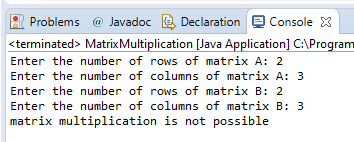 Problems @ Javadoc Declaration Console
<terminated> MatrixMultiplication [Java Application] C:\Program
Enter the number of rows of matrix A: 2
Enter the number of columns of matrix A: 3
Enter the number of rows of matrix B: 2
Enter the number of columns of matrix B: 3
matrix multiplication is not possible